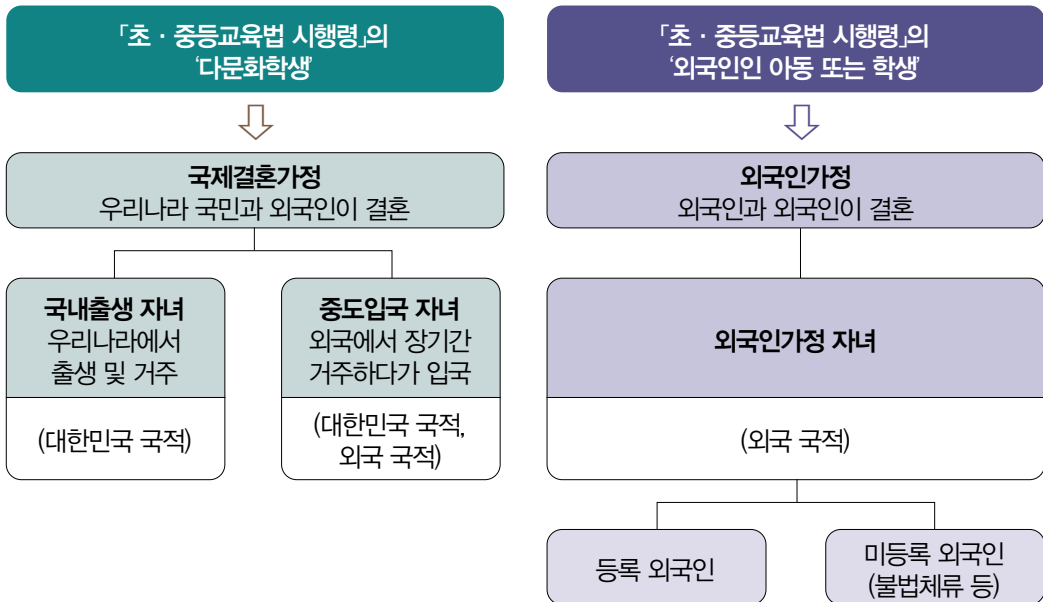 「초·중등교육법 시행령」의
‘다문화학생’
국제결혼가정
우리나라 국민과 외국인이 결혼
국내출생 자녀
우리나라에서
출생 및 거주
(대한민국 국적)
중도입국 자녀
외국에서 장기간
거주하다가 입국
(대한민국 국적,
외국 국적)
「초·중등교육법 시행령」의
‘외국인인 아동 또는 학생’
외국인가정
외국인과 외국인이 결혼
외국인가정 자녀
(외국 국적)
등록 외국인
미등록 외국인
(불법체류 등)